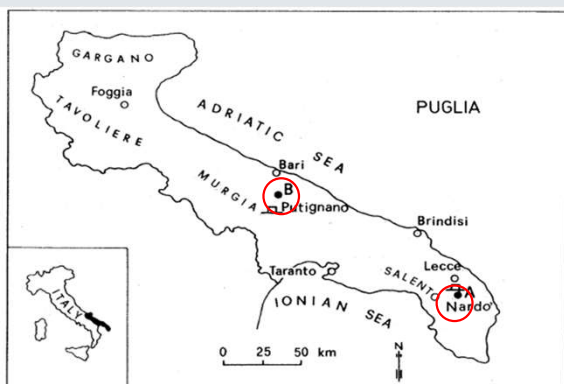 GARGANO
Foggia
TAVOLIERE
ADRIATIC SEA
PUGLIA
Bari
MURGIA
B
Putignano
Brindisi
Taranto
SALENTO
Lecce
A
Nardo'
IONIAN SEA
ITALY
N
0 25 50 km